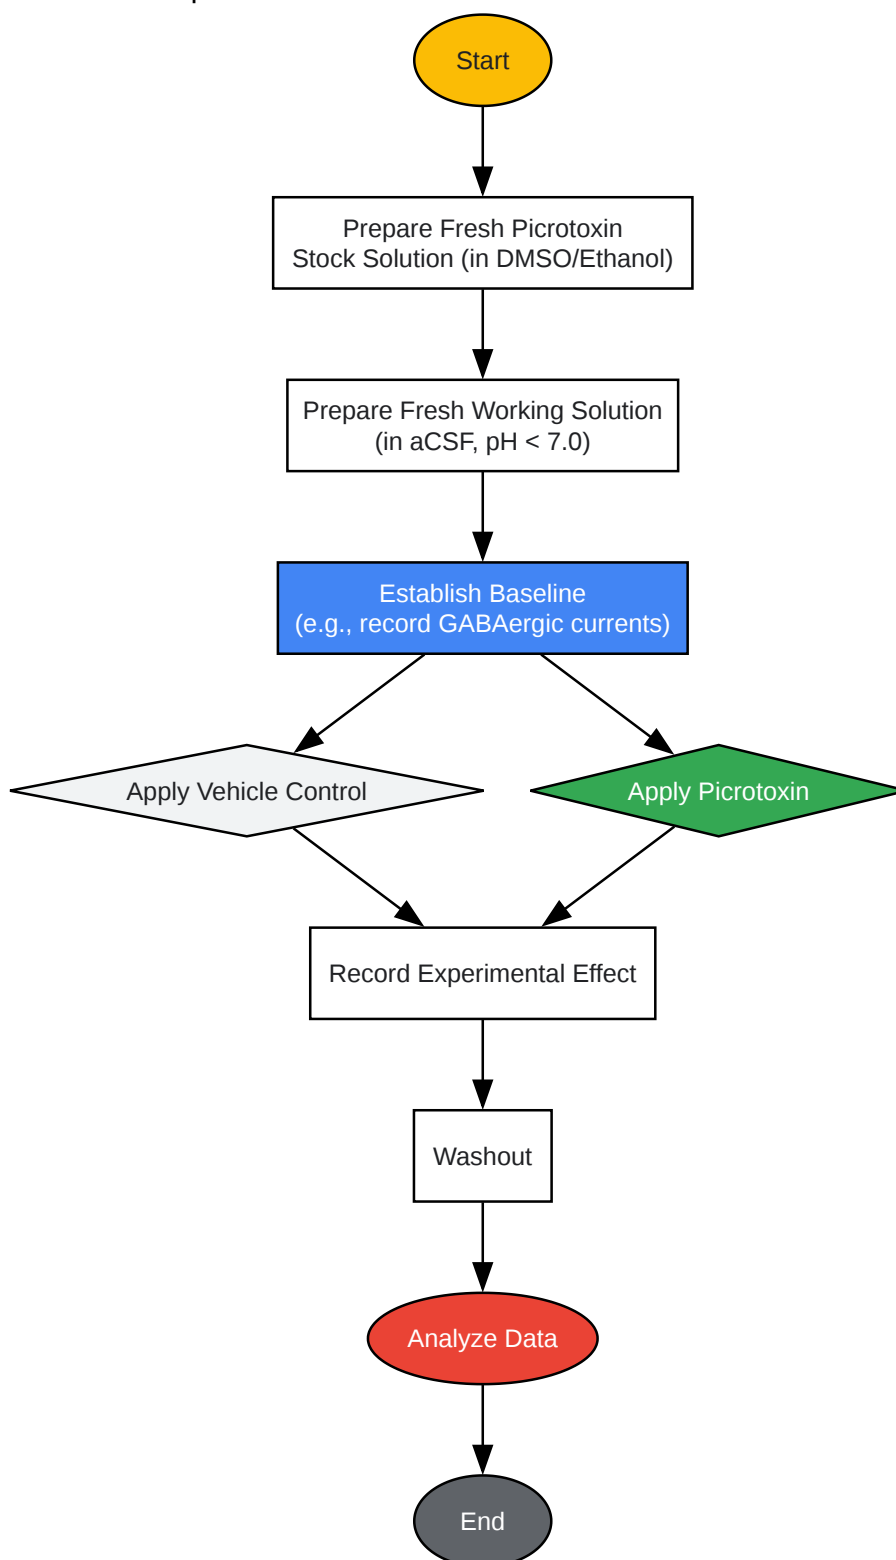 Start
Prepare Fresh Picrotoxin
Stock Solution (in DMSO/Ethanol)
Prepare Fresh Working Solution
(in aCSF, pH < 7.0)
Establish Baseline
(e.g., record GABAergic currents)
Apply Vehicle Control
Apply Picrotoxin
Record Experimental Effect
Washout
Analyze Data
End